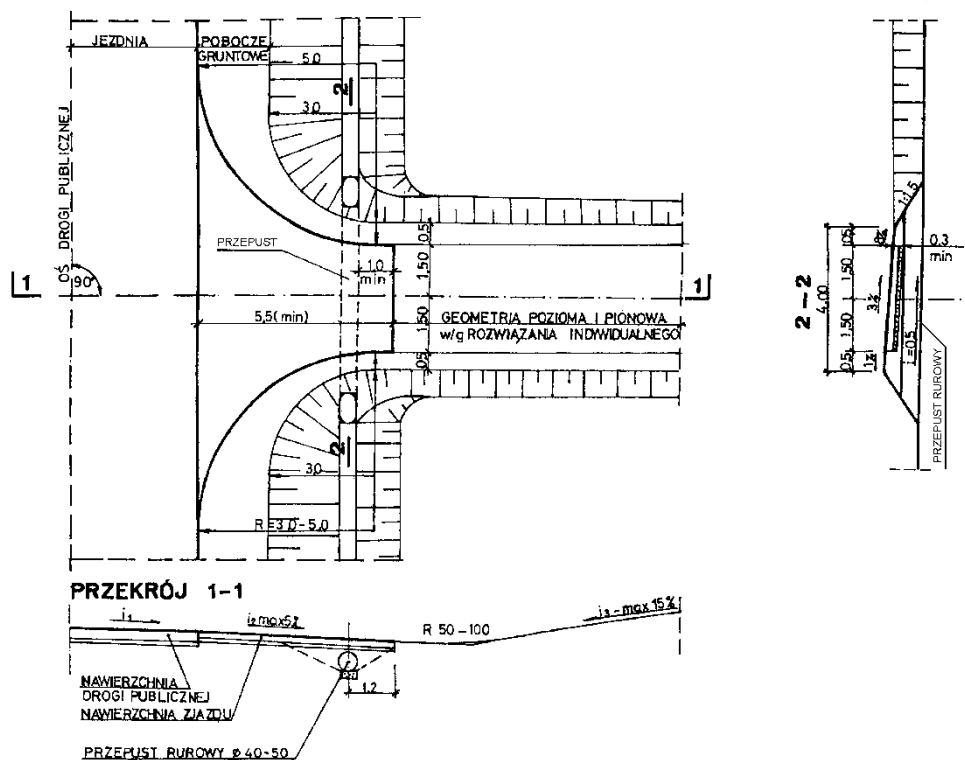 JEZDNIA
POBOCZE
GRUNTOWE
5,0
2
3,0
OŚ DROGI PUBLICZNEJ
90°
1
PRZEPUST
1,0
min
0,5
1,50
1,50
0,5
1
5,5(min)
GEOMETRJA POZIOMA I PIONOWA
w/g ROZWIĄZANIA INDYWIDUALNEGO
2
3,0
R=3,0-5,0
2-2
4,00
0,5
1,50
1,50
0,5
1:1,5
0,3
min
3%
i=0,5
PRZEPUST RUROWY
PRZEKRÓJ 1-1
i₁
i₂ max 5%
R 50-100
i₃-max 15%
1,2
NAWIERZCHNIA
DROGI PUBLICZNEJ
NAWIERZCHNIA ZJAZDU
PRZEPUST RUROWY ø 40-50